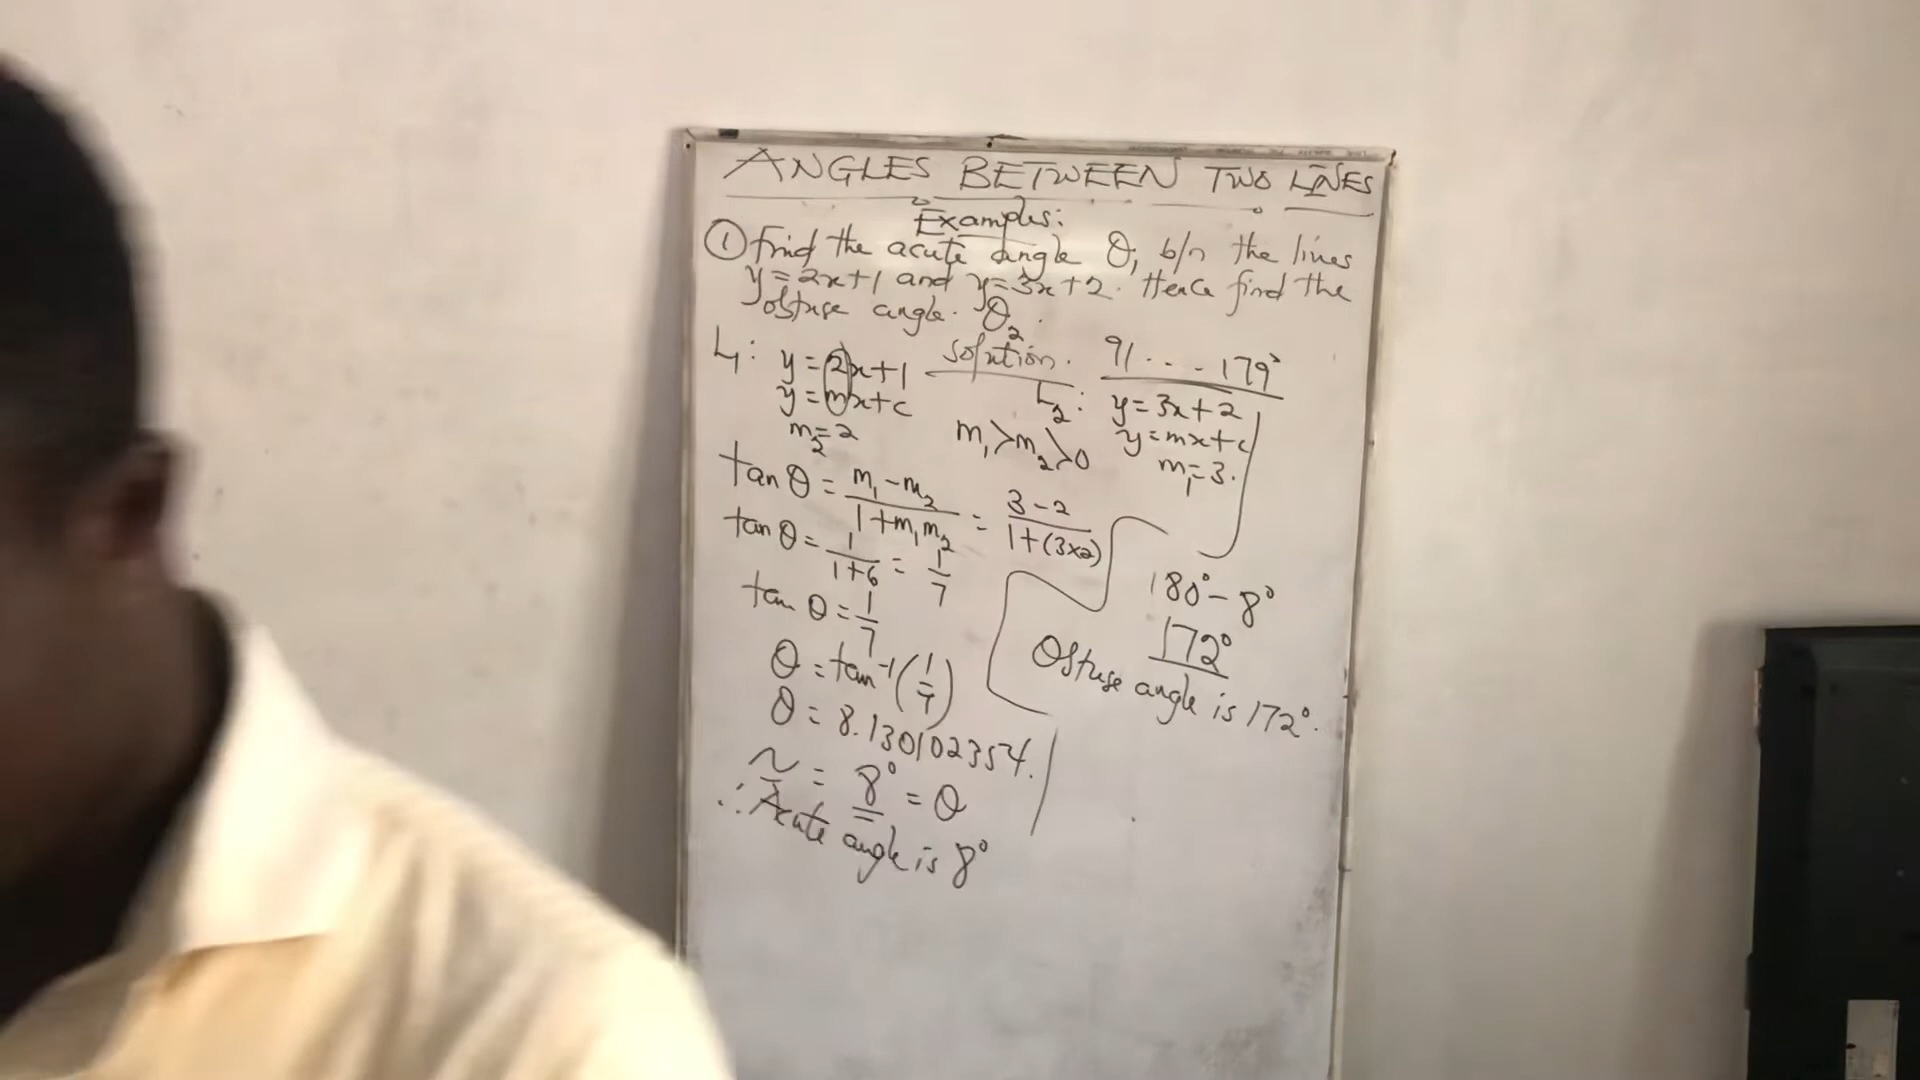 ANGLES BETWEEN TWO LINES
Examples:
① Find the acute angle θ, b/n the lines
y = 2x+1 and y=3x+2. Hence find the
obtuse angle. θ₂.
Solution.
91 . . . . 179°
L₁: y = 2x+1
y = mx+c
m₂ = 2
m₁>m₂>0
L₂: y = 3x+2
y = mx+c
m₁ = 3.
tan θ = (m₁ - m₂)/(1+m₁m₂) = (3-2)/(1+(3x2))
tan θ = 1/(1+6) = 1/7
tan θ = 1/7
θ = tan⁻¹(1/7)
θ = 8.130102354.
= 8° = θ
∴ Acute angle is 8°
180° - 8°
172°
Obtuse angle is 172°.